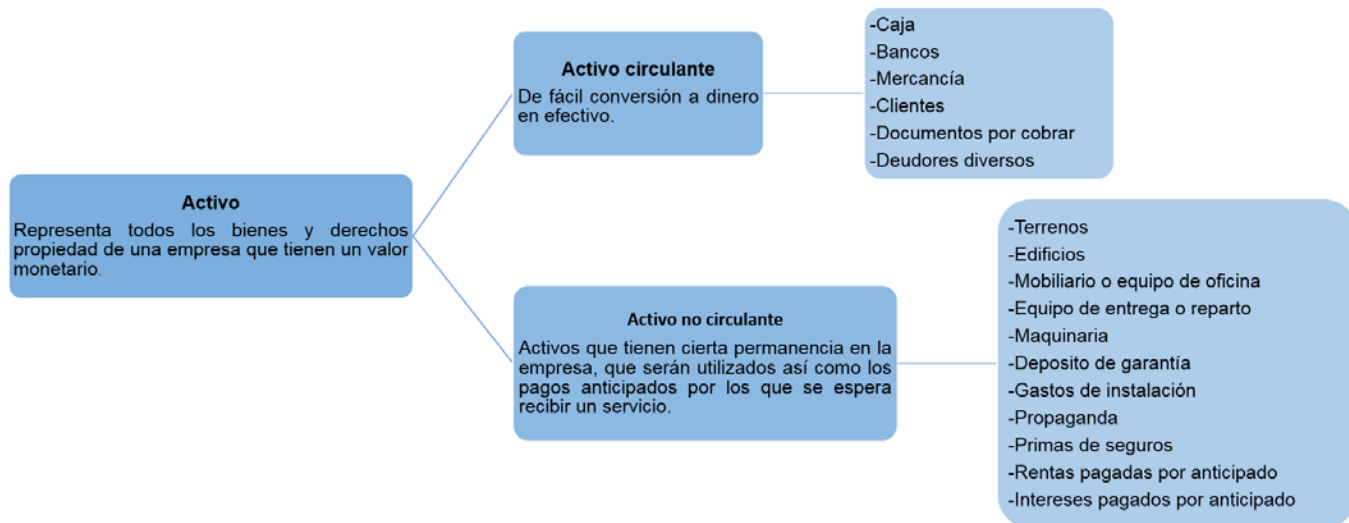 Activo
Representa todos los bienes y derechos
propiedad de una empresa que tienen un valor
monetario.
Activo circulante
De fácil conversión a dinero
en efectivo.
-Caja
-Bancos
-Mercancía
-Clientes
-Documentos por cobrar
-Deudores diversos
Activo no circulante
Activos que tienen cierta permanencia en la
empresa, que serán utilizados así como los
pagos anticipados por los que se espera
recibir un servicio.
-Terrenos
-Edificios
-Mobiliario o equipo de oficina
-Equipo de entrega o reparto
-Maquinaria
-Deposito de garantía
-Gastos de instalación
-Propaganda
-Primas de seguros
-Rentas pagadas por anticipado
-Intereses pagados por anticipado